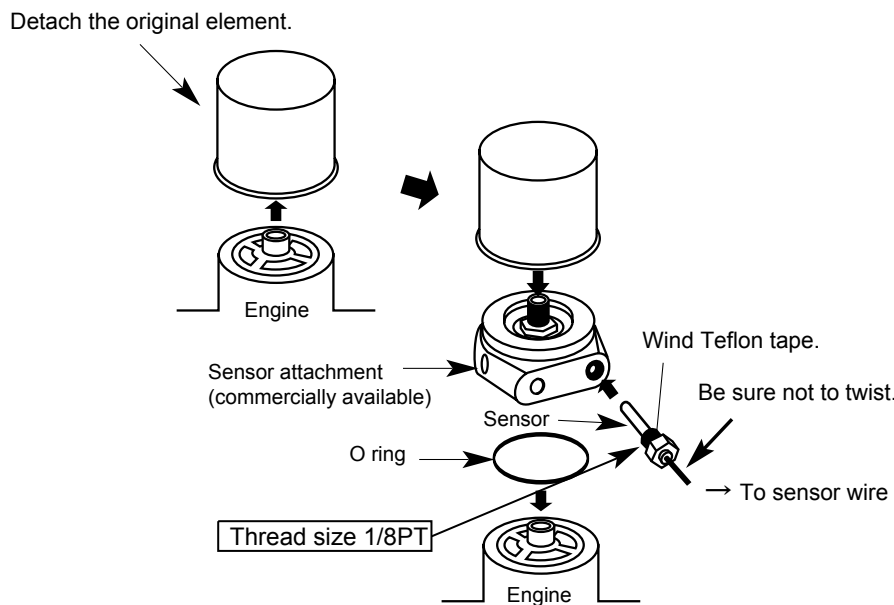 Detach the original element.
Engine
Wind Teflon tape.
Sensor attachment
(commercially available)
Be sure not to twist.
Sensor
O ring
→ To sensor wire
Thread size 1/8PT
Engine